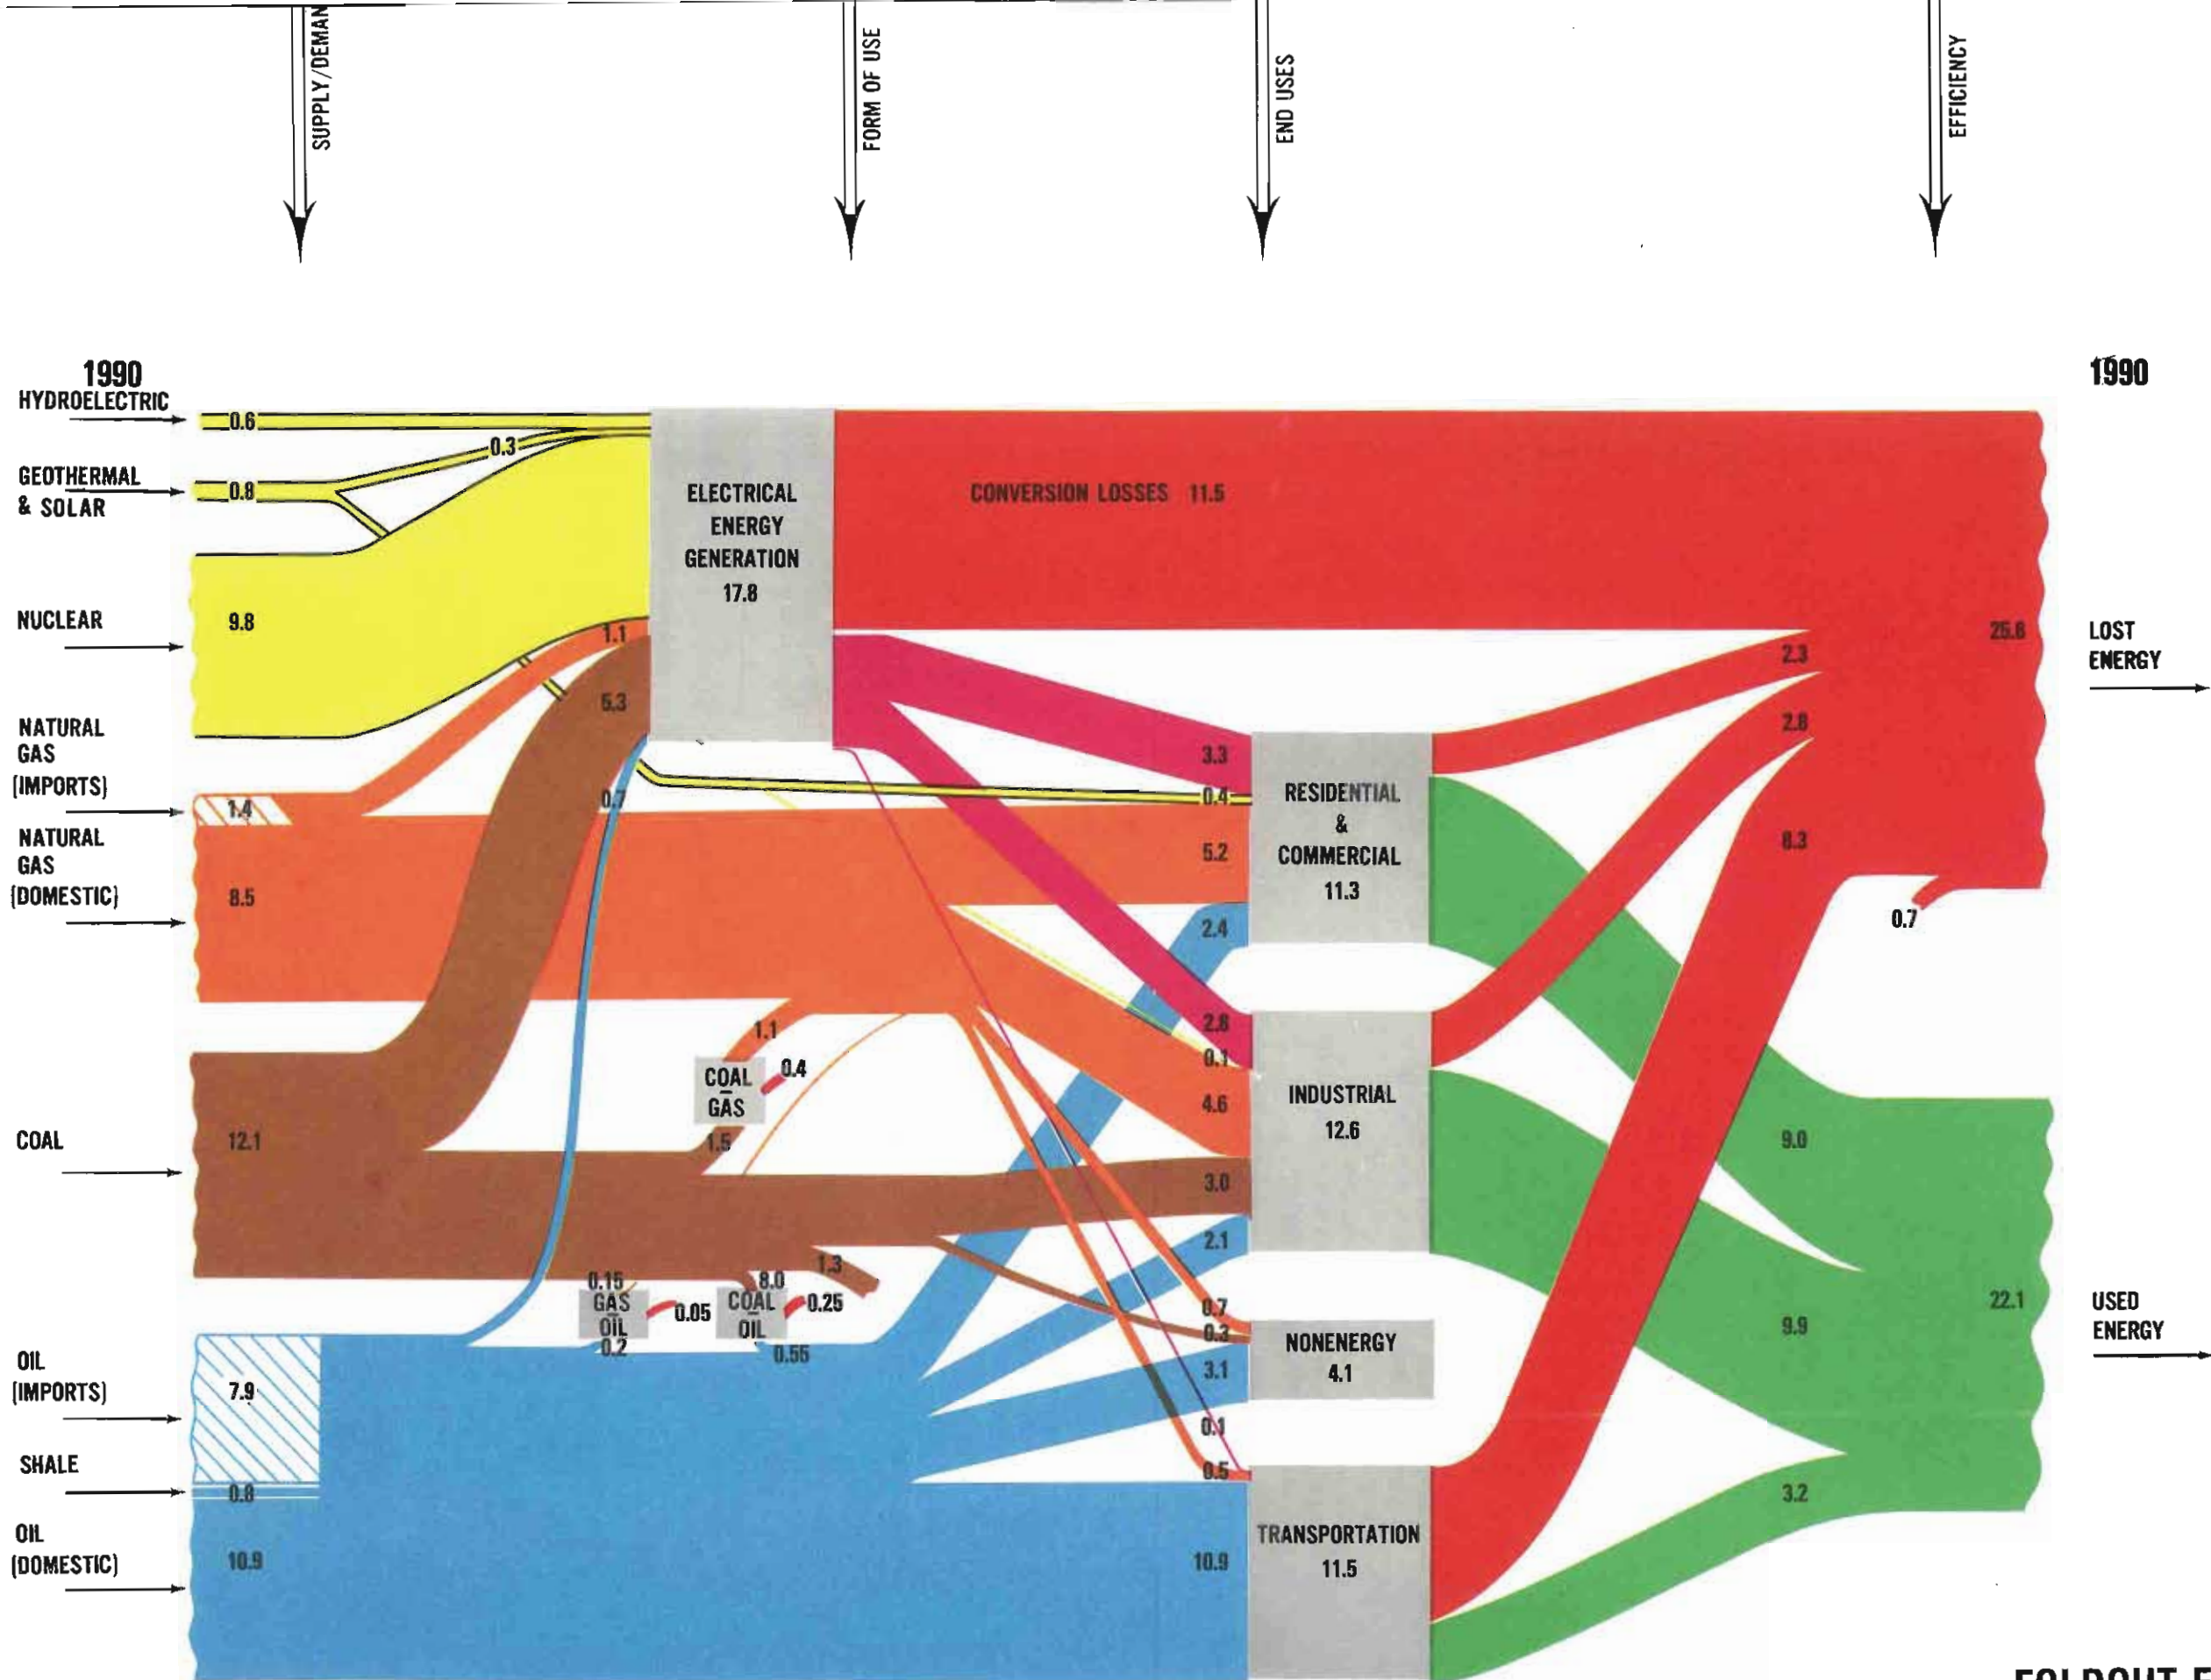 SUPPLY/DEMAN
FORM OF USE
END USES
EFFICIENCY
1990
1990
HYDROELECTRIC
0.6
0.3
GEOTHERMAL
& SOLAR
0.8
NUCLEAR
9.8
NATURAL
GAS
(IMPORTS)
1.4
NATURAL
GAS
(DOMESTIC)
8.5
COAL
12.1
OIL
(IMPORTS)
7.9
SHALE
0.8
OIL
(DOMESTIC)
10.9
1.1
5.3
0.7
ELECTRICAL
ENERGY
GENERATION
17.8
1.1
COAL
–
GAS
0.4
1.5
0.15
GAS
–
OIL
0.05
0.2
8.0
COAL
–
OIL
0.25
0.55
1.3
CONVERSION LOSSES 11.5
3.3
0.4
5.2
2.4
RESIDENTIAL
&
COMMERCIAL
11.3
2.8
0.1
4.6
3.0
2.1
INDUSTRIAL
12.6
0.7
0.3
3.1
NONENERGY
4.1
0.1
0.5
10.9
TRANSPORTATION
11.5
2.3
2.8
8.3
0.7
9.0
9.9
3.2
25.6
LOST
ENERGY
22.1
USED
ENERGY